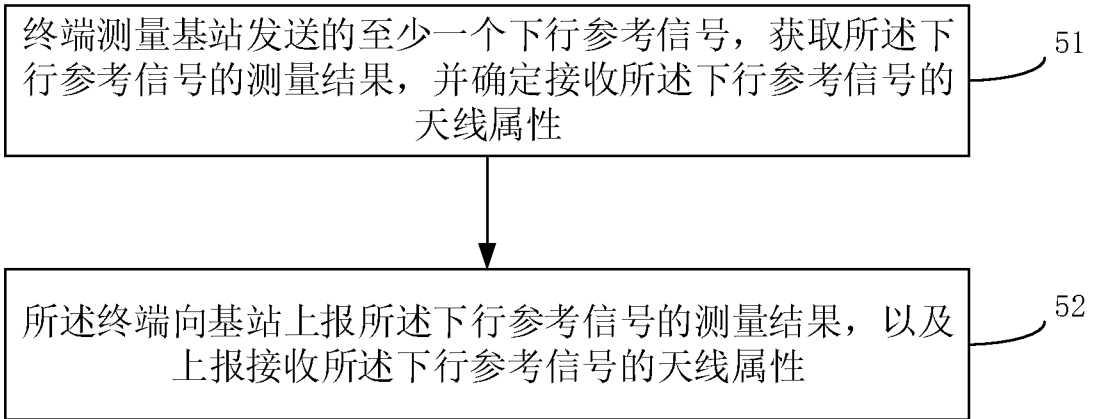 终端测量基站发送的至少一个下行参考信号，获取所述下
行参考信号的测量结果，并确定接收所述下行参考信号的
天线属性
51
所述终端向基站上报所述下行参考信号的测量结果，以及
上报接收所述下行参考信号的天线属性
52